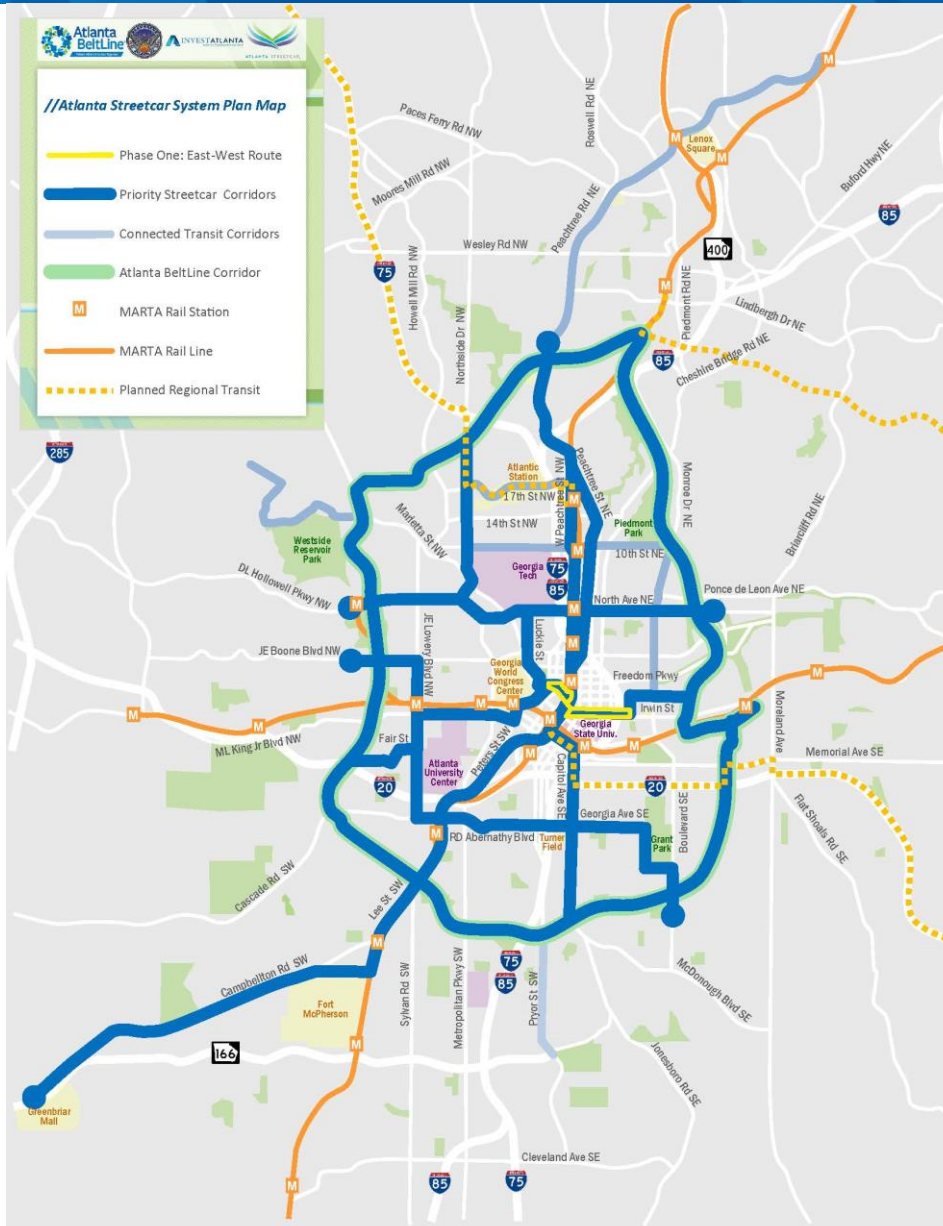 Atlanta
BeltLine
INVEST ATLANTA
ATLANTA STREETCAR
//Atlanta Streetcar System Plan Map
Phase One: East-West Route
Priority Streetcar Corridors
Connected Transit Corridors
Atlanta BeltLine Corridor
M
MARTA Rail Station
MARTA Rail Line
Planned Regional Transit
Paces Ferry Rd NW
Roswell Rd NE
M
M
Lenox
Square
M
Moores Mill Rd NW
Peachtree Rd NE
Buford Hwy NE
85
Wesley Rd NW
400
75
Howell Mill Rd NW
M
Piedmont Rd NE
Lindbergh Dr NE
Northside Dr NW
85
Cheshire Bridge Rd NE
285
Atlantic
Station
17th St NW
W Peachtree St NW
Peachtree St NE
M
Monroe Dr NE
Marietta St NW
14th St NW
Piedmont
Park
Briarcliff Rd NE
Westside
Reservoir
Park
M
10th St NE
Georgia
Tech
75
85
DL Hollowell Pkwy NW
M
North Ave NE
M
Ponce de Leon Ave NE
JE Lowery Blvd NW
Luckie St
M
JE Boone Blvd NW
Georgia
World
Congress
Center
M
Freedom Pkwy
M
M
M
M
M
M
Irwin St
M
M
Georgia
State Univ.
M
M
M
Moreland Ave
ML King Jr Blvd NW
Fair St
Peters St SW
M
Memorial Ave SE
Atlanta
University
Center
20
Capitol Ave SE
20
Georgia Ave SE
Boulevard SE
Flat Shoals Rd SE
M
RD Abernathy Blvd
Turner
Field
Grant
Park
Cascade Rd SW
Lee St SW
M
Campbellton Rd SW
Sylvan Rd SW
Metropolitan Pkwy SW
75
85
Pryor St SW
McDonough Blvd SE
Fort
McPherson
M
166
Jonesboro Rd SE
Greenbriar
Mall
Cleveland Ave SE
M
85
75